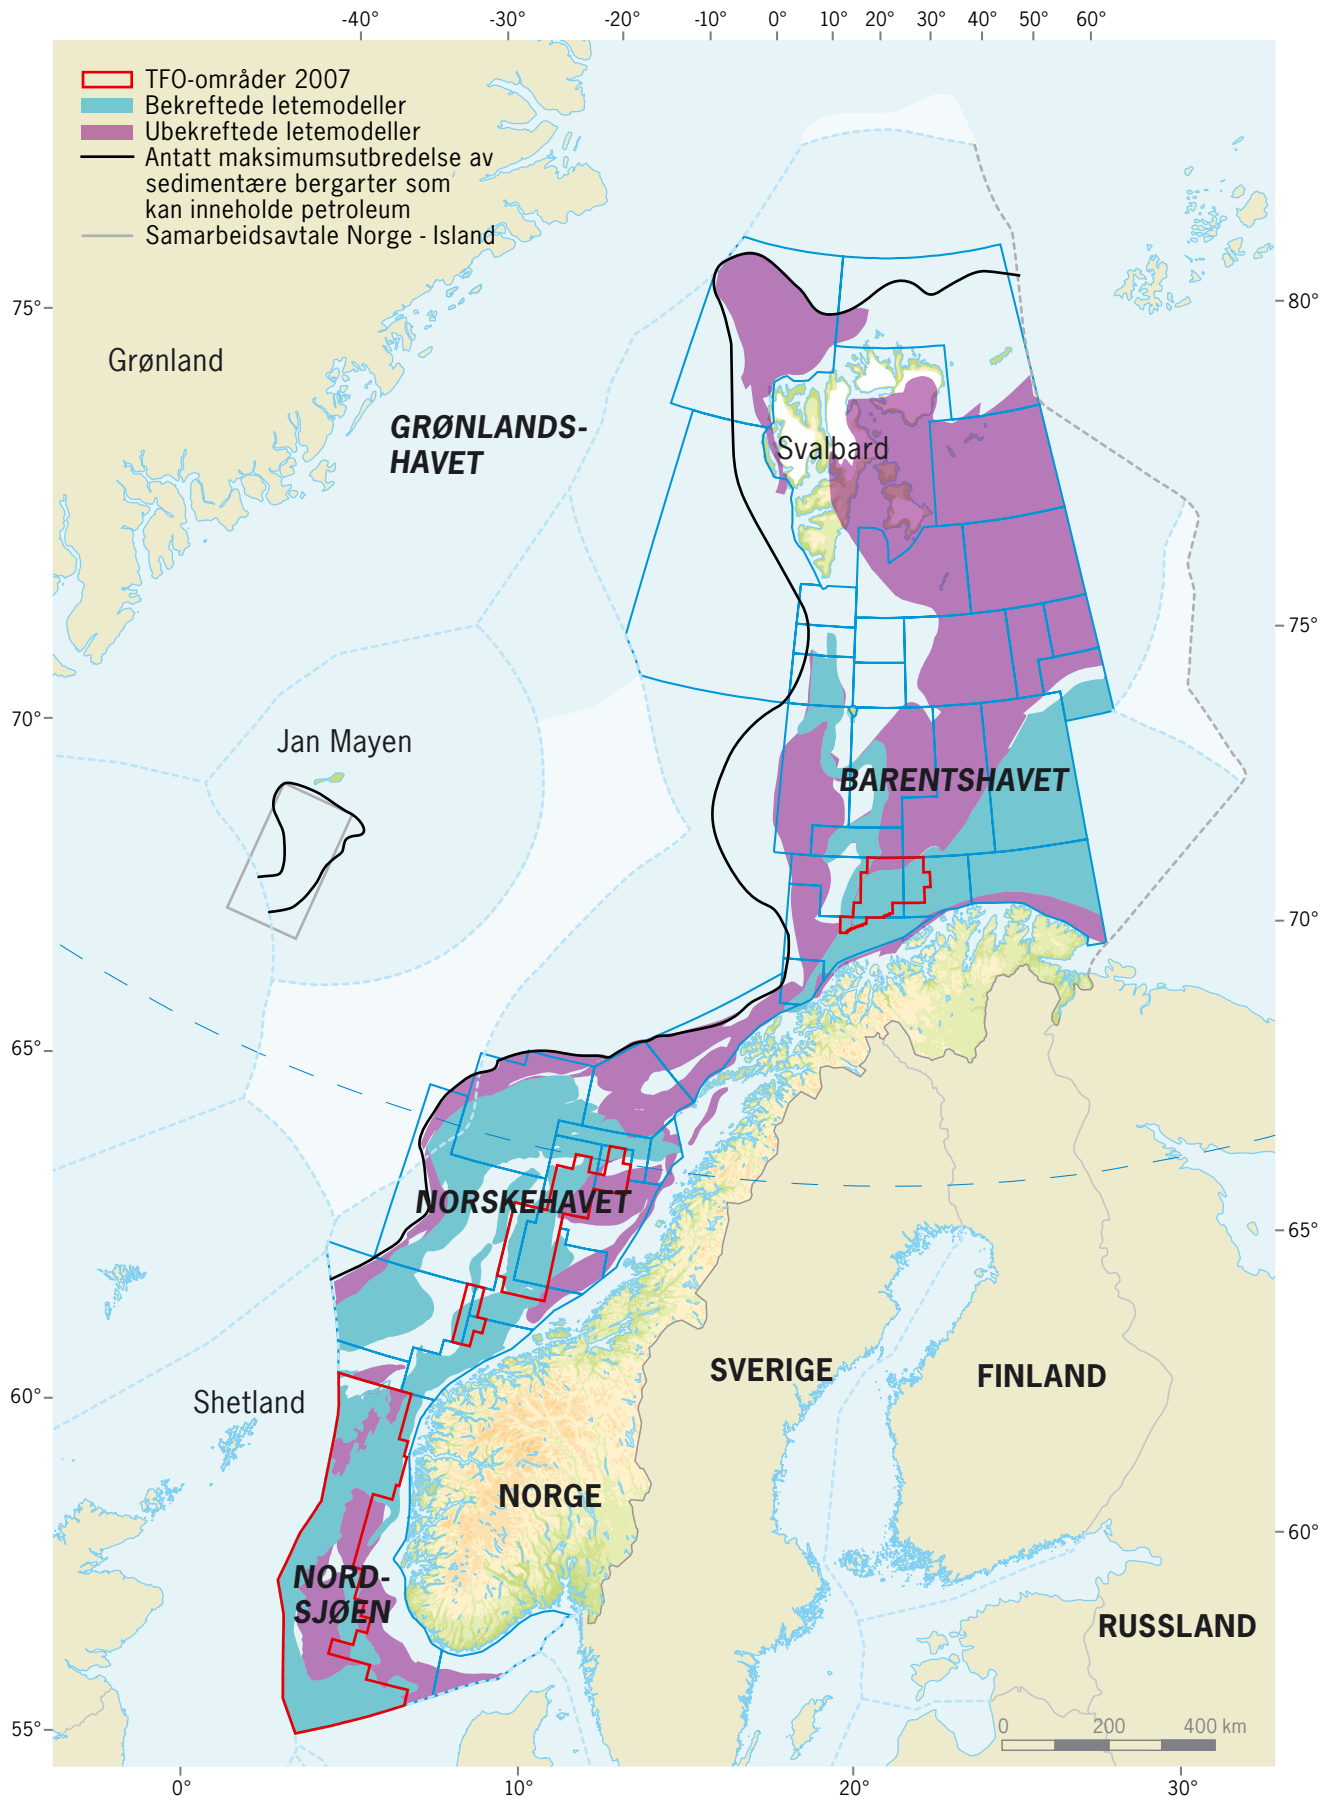 -40° -30° -20° -10° 0° 10° 20° 30° 40° 50° 60°
TFO-områder 2007
Bekreftede letemodeller
Ubekreftede letemodeller
Antatt maksimumsutbredelse av
sedimentære bergarter som
kan inneholde petroleum
Samarbeidsavtale Norge - Island
75°
80°
Grønland
GRØNLANDS-
HAVET
Svalbard
75°
70°
Jan Mayen
BARENTSHAVET
70°
65°
NORSKEHAVET
65°
SVERIGE
FINLAND
60°
Shetland
NORGE
60°
NORD-
SJØEN
RUSSLAND
55°
0 200 400 km
0° 10° 20° 30°